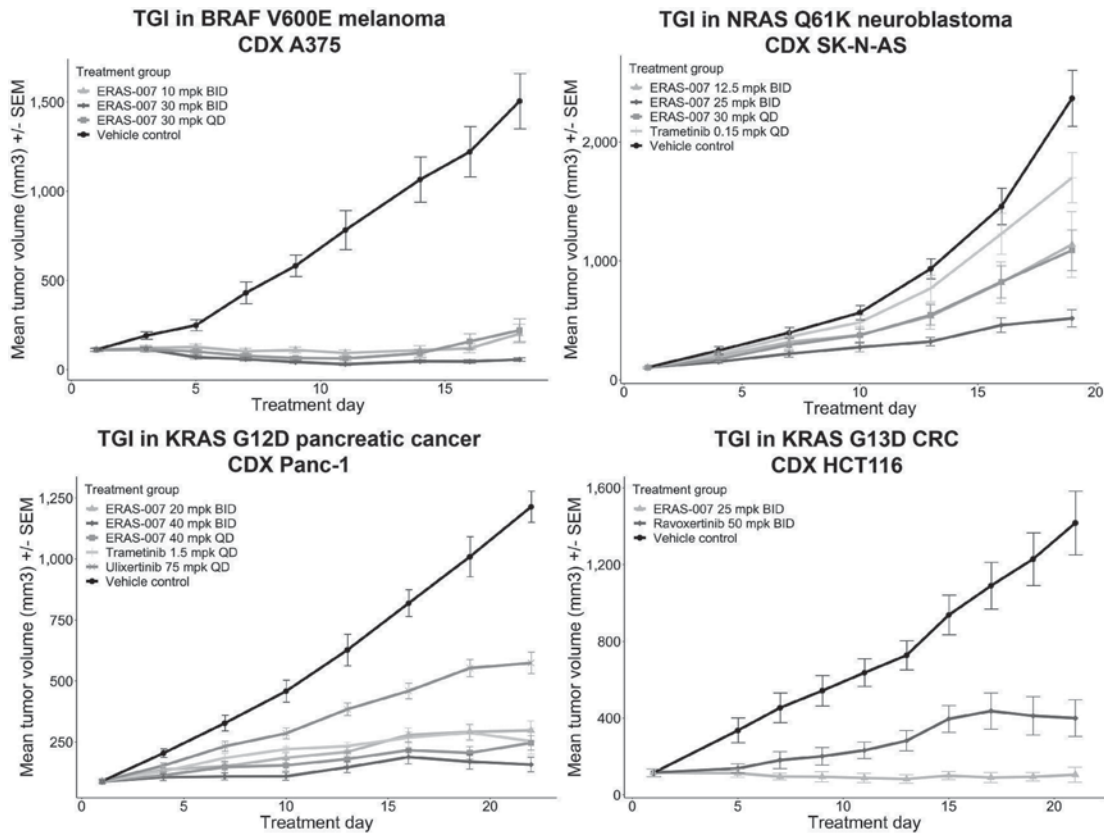 TGI in BRAF V600E melanoma
CDX A375
Treatment group
ERAS-007 10 mpk BID
ERAS-007 30 mpk BID
ERAS-007 30 mpk QD
Vehicle control
Mean tumor volume (mm3) +/- SEM
1,500
1,000
500
0
0
5
10
15
Treatment day
TGI in NRAS Q61K neuroblastoma
CDX SK-N-AS
Treatment group
ERAS-007 12.5 mpk BID
ERAS-007 25 mpk BID
ERAS-007 30 mpk QD
Trametinib 0.15 mpk QD
Vehicle control
Mean tumor volume (mm3) +/- SEM
2,000
1,000
0
0
5
10
15
20
Treatment day
TGI in KRAS G12D pancreatic cancer
CDX Panc-1
Treatment group
ERAS-007 20 mpk BID
ERAS-007 40 mpk BID
ERAS-007 40 mpk QD
Trametinib 1.5 mpk QD
Ulixertinib 75 mpk QD
Vehicle control
Mean tumor volume (mm3) +/- SEM
1,250
1,000
750
500
250
0
5
10
15
20
Treatment day
TGI in KRAS G13D CRC
CDX HCT116
Treatment group
ERAS-007 25 mpk BID
Ravoxertinib 50 mpk BID
Vehicle control
Mean tumor volume (mm3) +/- SEM
1,600
1,200
800
400
0
0
5
10
15
20
Treatment day